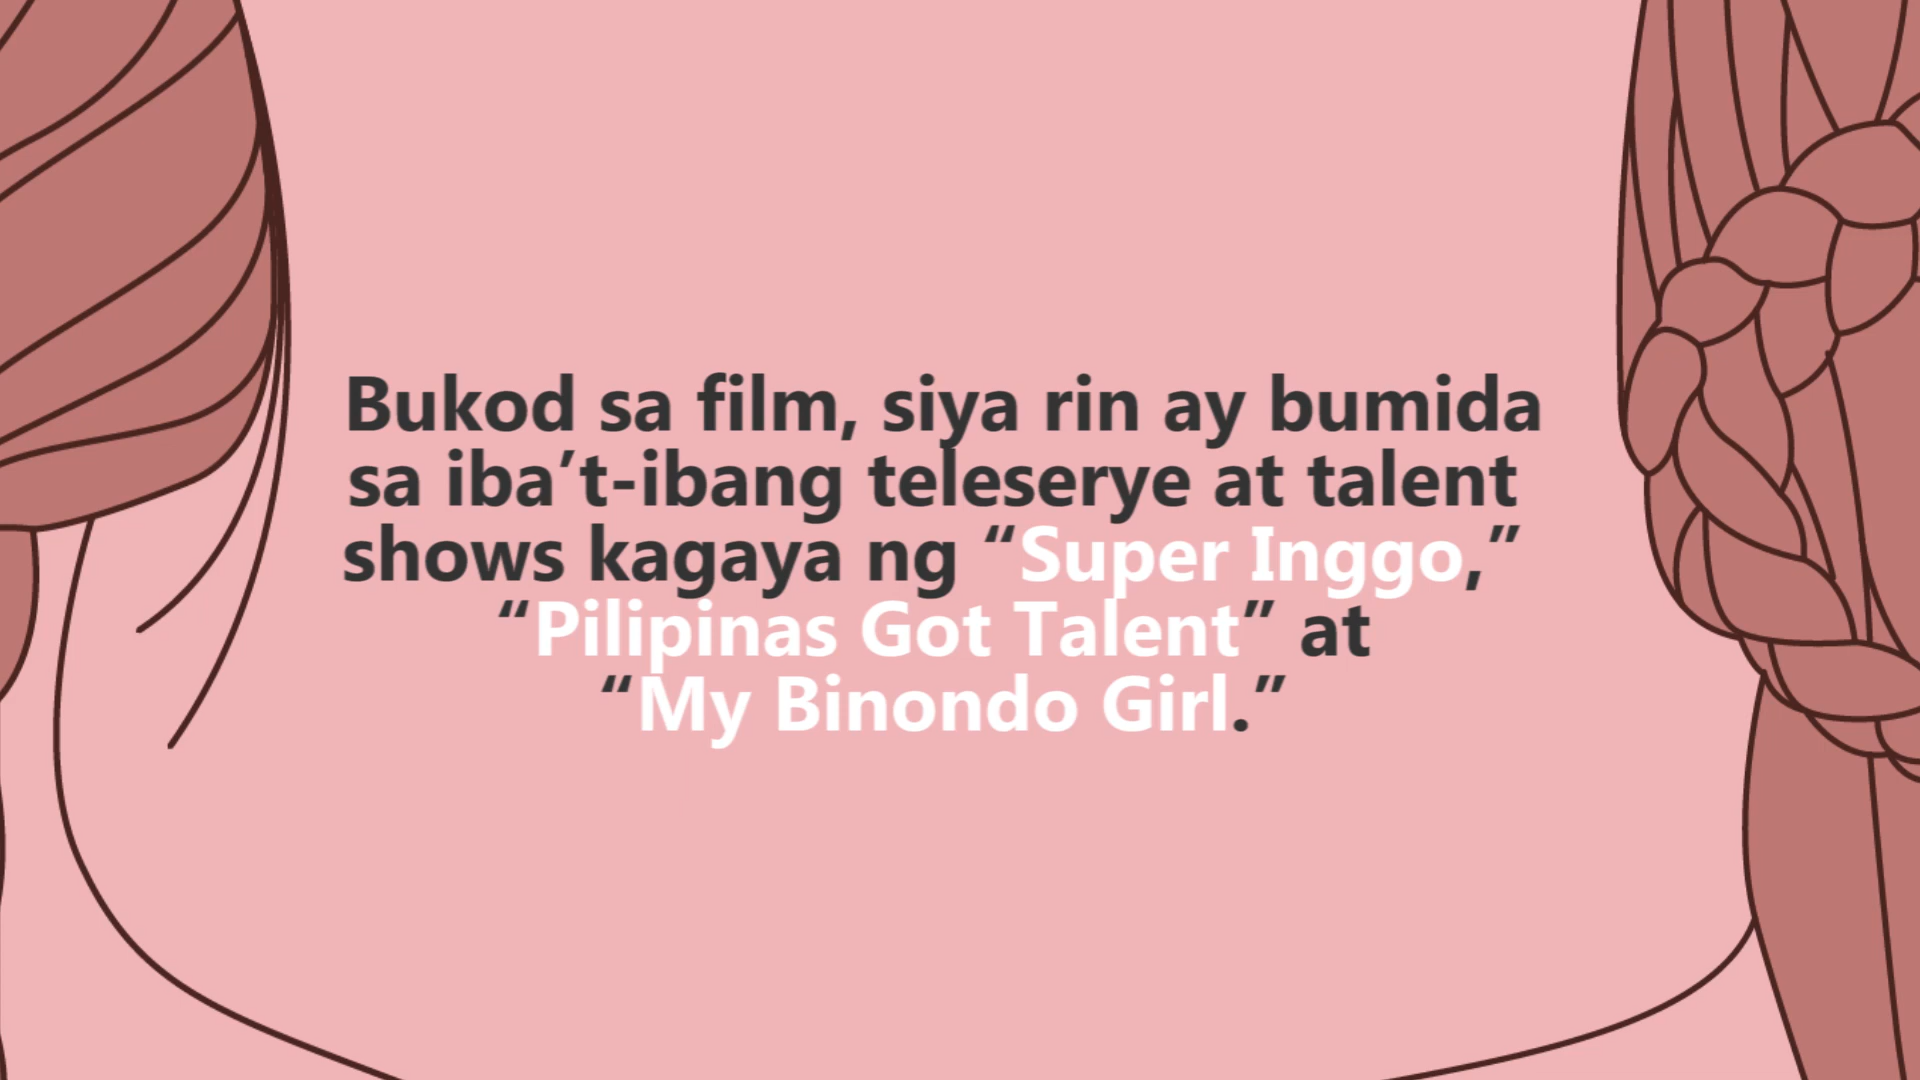 Bukod sa film, siya rin ay bumida
sa iba’t-ibang teleserye at talent
shows kagaya ng “Super Inggo,”
“Pilipinas Got Talent” at
“My Binondo Girl.”